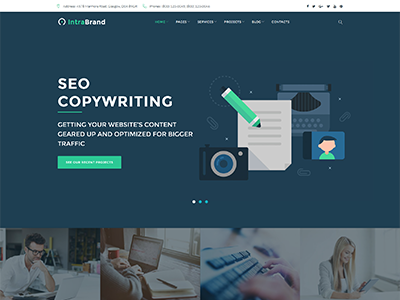 IntraBrand
HOME PAGES SERVICES PROJECTS BLOG CONTACTS
SEO
COPYWRITING
GETTING YOUR WEBSITE'S CONTENT
GEARED UP AND OPTIMIZED FOR BIGGER
TRAFFIC
SEE OUR RECENT PROJECTS